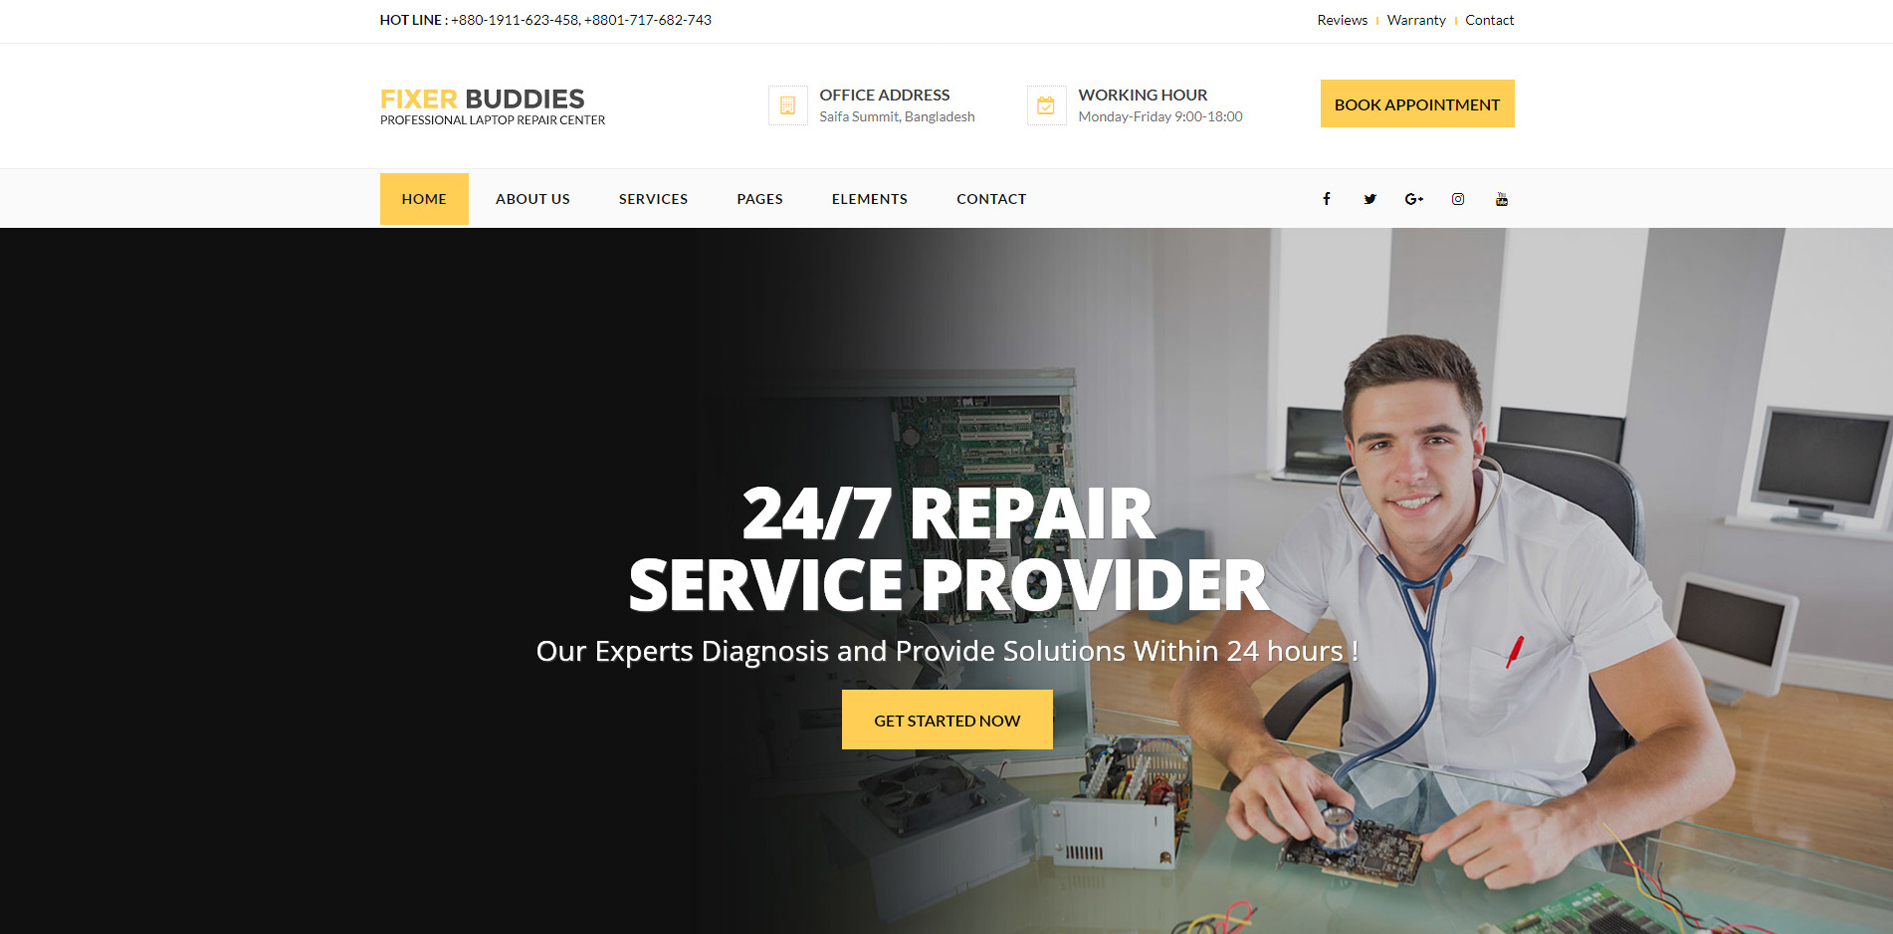 HOT LINE : +880-1911-623-458, +8801-717-682-743
Reviews Warranty Contact
FIXER BUDDIES
PROFESSIONAL LAPTOP REPAIR CENTER
OFFICE ADDRESS
Saifa Summit, Bangladesh
WORKING HOUR
Monday-Friday 9:00-18:00
BOOK APPOINTMENT
HOME ABOUT US SERVICES PAGES ELEMENTS CONTACT
24/7 REPAIR
SERVICE PROVIDER
Our Experts Diagnosis and Provide Solutions Within 24 hours !
GET STARTED NOW